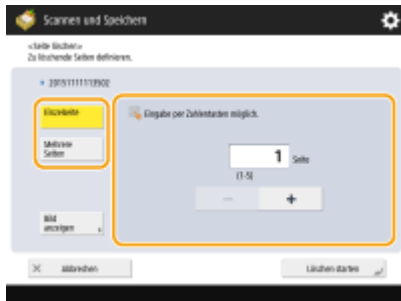 Scannen und Speichern
<Seite löschen>
Zu löschende Seiten definieren.
20151111113502
Einzelseite
Eingabe per Zahlentasten möglich.
Mehrere
Seiten
1 Seite
(1-5)
− +
Bild
anzeigen
Abbrechen
Löschen starten